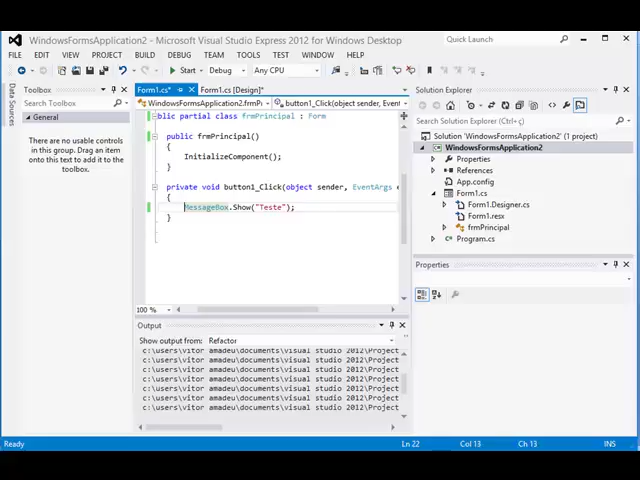 WindowsFormsApplication2 - Microsoft Visual Studio Express 2012 for Windows Desktop
Quick Launch
FILE EDIT VIEW PROJECT BUILD DEBUG TEAM TOOLS TEST WINDOW HELP
Start Debug Any CPU
Data Sources
Toolbox
Search Toolbox
General
There are no usable controls
in this group. Drag an item
onto this text to add it to the
toolbox.
Form1.cs* Form1.cs [Design]*
WindowsFormsApplication2.frmPri button1_Click(object sender, Event
blic partial class frmPrincipal : Form
public frmPrincipal()
{
InitializeComponent();
}
private void button1_Click(object sender, EventArgs e
{
MessageBox.Show("Teste");
}
100 %
Output
Show output from: Refactor
c:\users\vitor amadeu\documents\visual studio 2012\Project
c:\users\vitor amadeu\documents\visual studio 2012\Project
c:\users\vitor amadeu\documents\visual studio 2012\Project
c:\users\vitor amadeu\documents\visual studio 2012\Project
c:\users\vitor amadeu\documents\visual studio 2012\Project
c:\users\vitor amadeu\documents\visual studio 2012\Project
Solution Explorer
Search Solution Explorer (Ctrl+ç)
Solution 'WindowsFormsApplication2' (1 project)
WindowsFormsApplication2
Properties
References
App.config
Form1.cs
Form1.Designer.cs
Form1.resx
frmPrincipal
Program.cs
Properties
Ready Ln 22 Col 13 Ch 13 INS